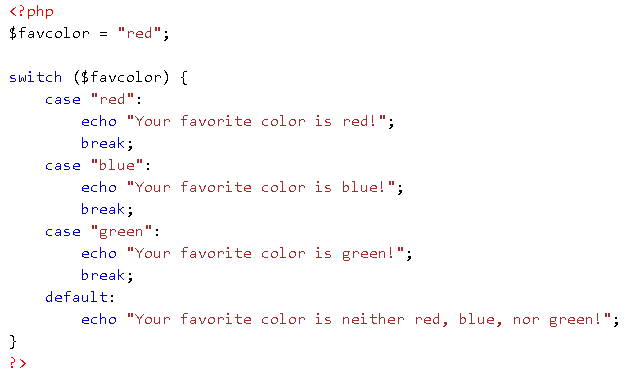 <?php
$favcolor = "red";

switch ($favcolor) {
    case "red":
        echo "Your favorite color is red!";
        break;
    case "blue":
        echo "Your favorite color is blue!";
        break;
    case "green":
        echo "Your favorite color is green!";
        break;
    default:
        echo "Your favorite color is neither red, blue, nor green!";
}
?>